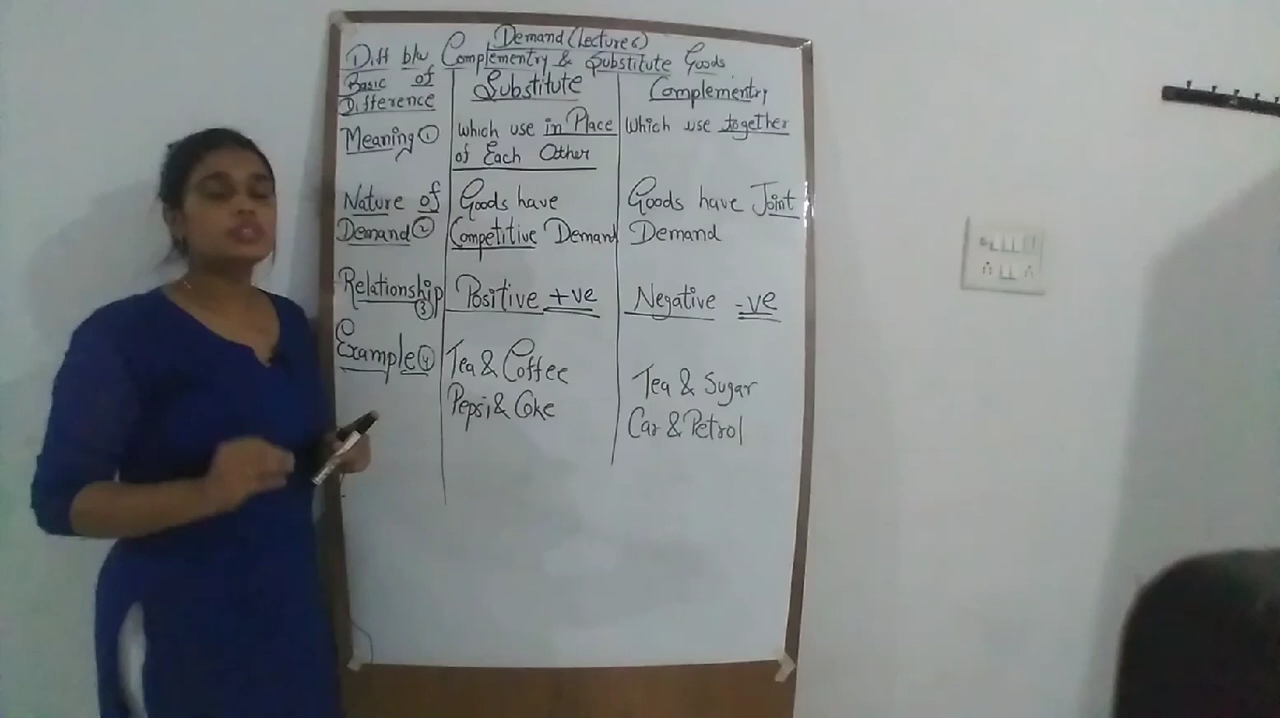 Demand (Lecture 6)
Diff b/w Complementry & Substitute Goods
Basic of Difference
Substitute
Complementry
Meaning ①
Which use in Place
of Each Other
Which use together
Nature of
Demand ②
Goods have
Competitive Demand
Goods have Joint
Demand
Relationship
③
Positive +ve
Negative -ve
Example ④
Tea & Coffee
Pepsi & Coke
Tea & Sugar
Car & Petrol